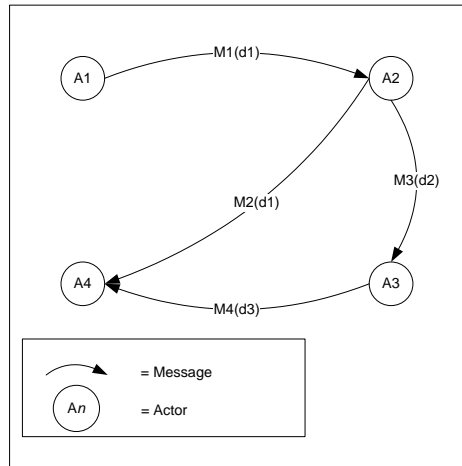 M1(d1)
A1
A2
M3(d2)
M2(d1)
A4
A3
M4(d3)
= Message
An
= Actor